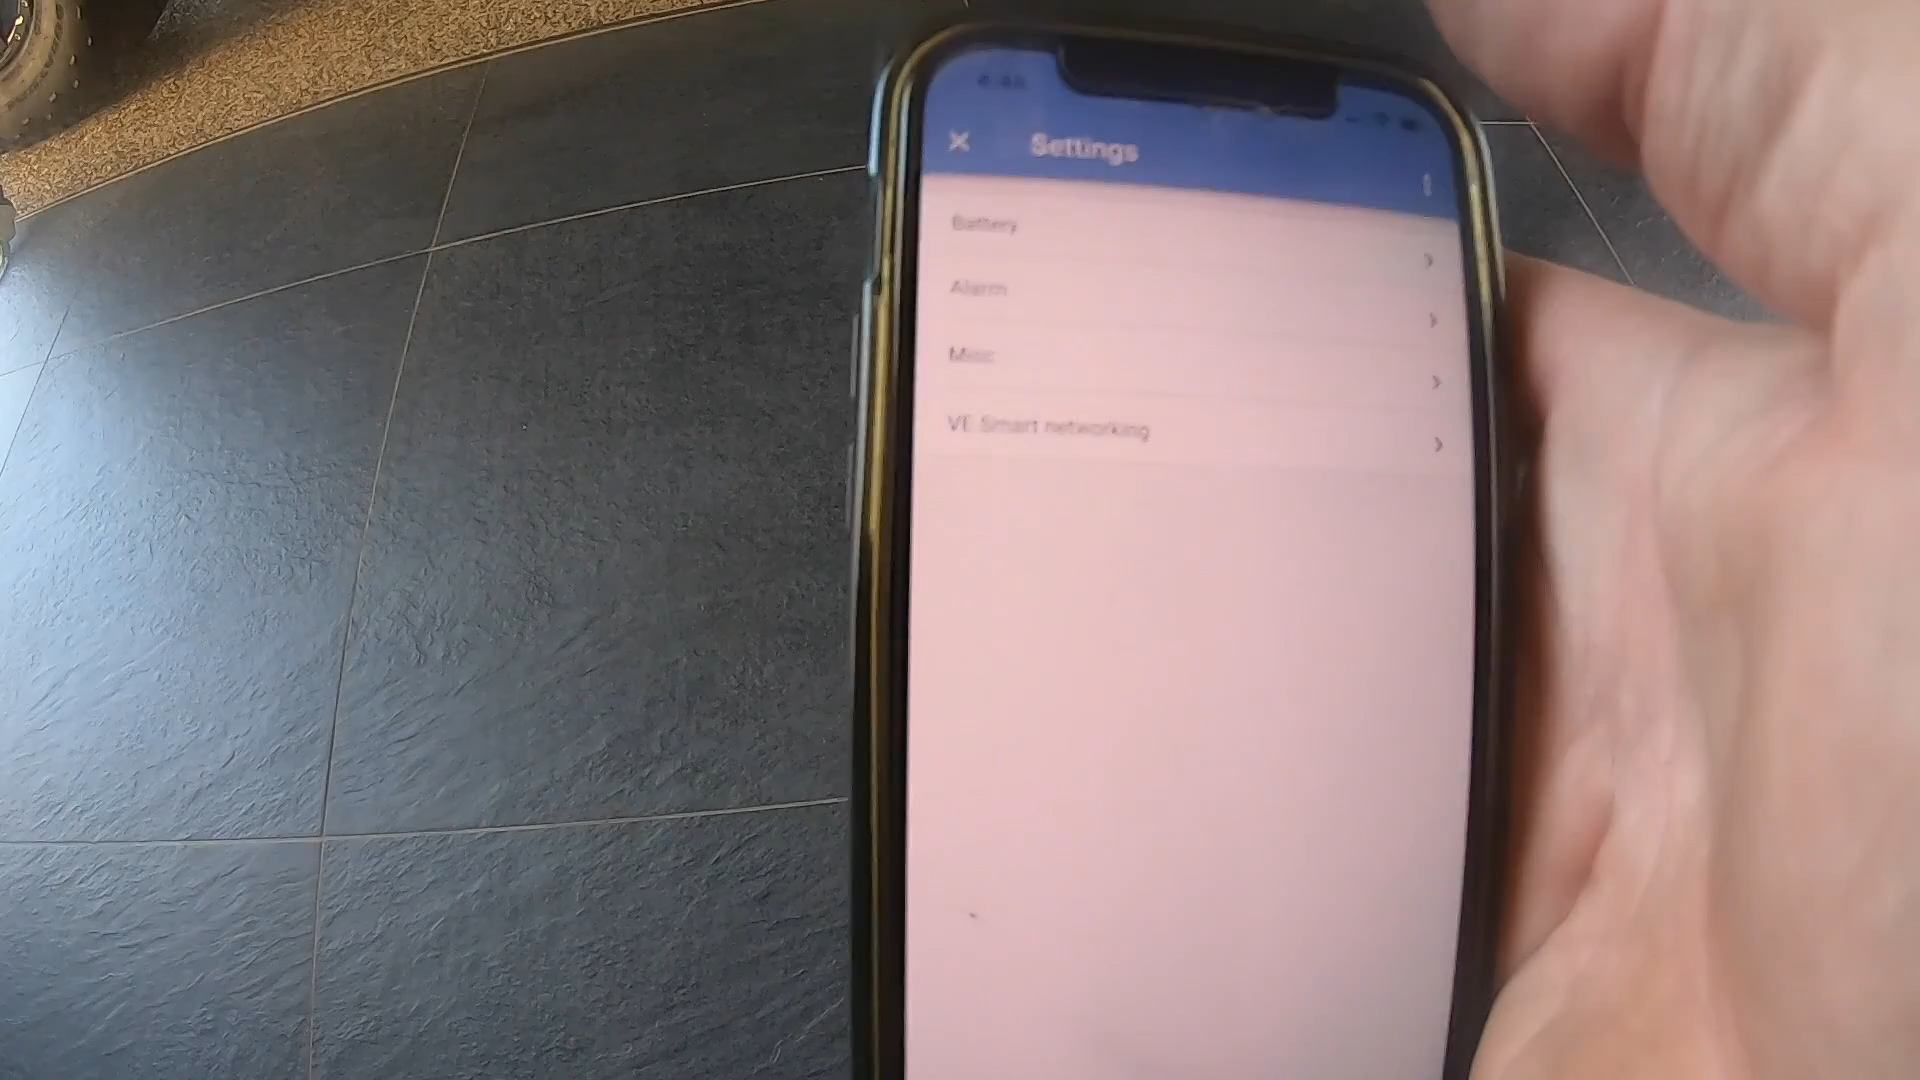 Settings
Battery
Alarm
Misc
VE.Smart networking